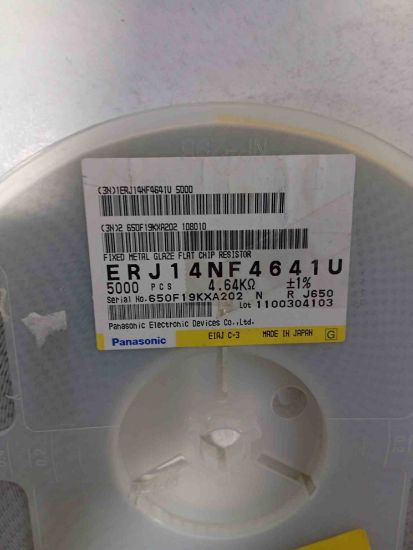 (3N)1ERJ14NF4641U 5000
(3N)2 650F19KXA202 108010
FIXED METAL GLAZE FLAT CHIP RESISTOR
ERJ14NF4641U
5000 PCS 4.64KΩ ±1%
Serial No.650F19KXA202 N R J650
Lot 1100304103
Panasonic Electronic Devices Co.,Ltd.
Panasonic EIAJ C-3 MADE IN JAPAN G